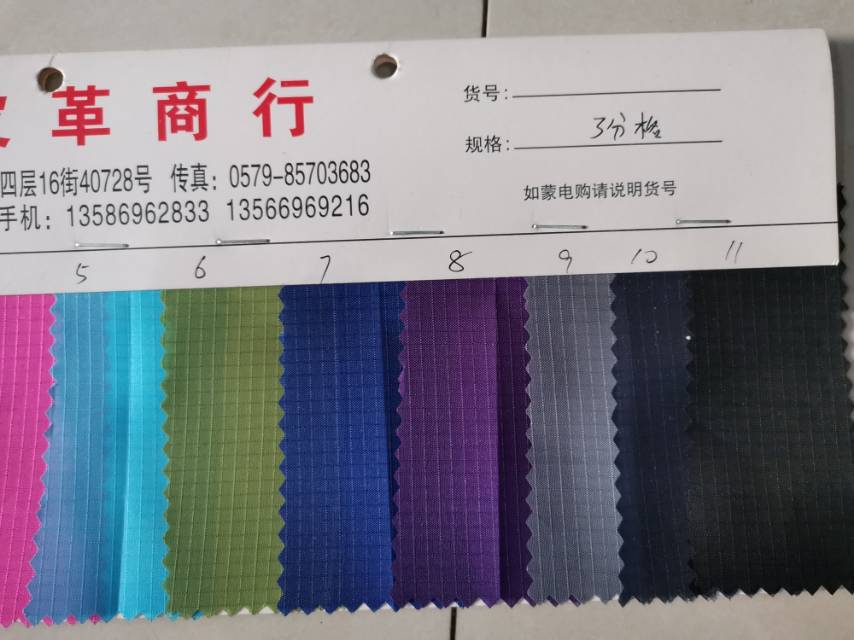 革商行
四层16街40728号 传真：0579-85703683
手机：13586962833 13566969216
货号：
规格：3分格
如蒙电购请说明货号
5 6 7 8 9 10 11